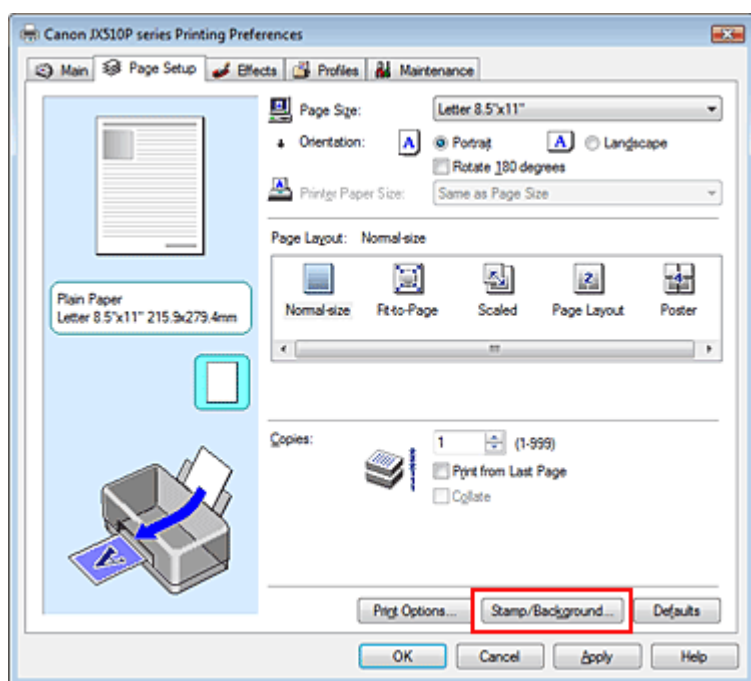 Canon JX510P series Printing Preferences
Main Page Setup Effects Profiles Maintenance
Page Size: Letter 8.5"x11"
Orientation: A Portrait A Landscape
Rotate 180 degrees
Printer Paper Size: Same as Page Size
Page Layout: Normal-size
Normal-size Fit-to-Page Scaled Page Layout Poster
Plain Paper
Letter 8.5"x11" 215.9x279.4mm
Copies: 1 (1-999)
Print from Last Page
Collate
Print Options... Stamp/Background... Defaults
OK Cancel Apply Help